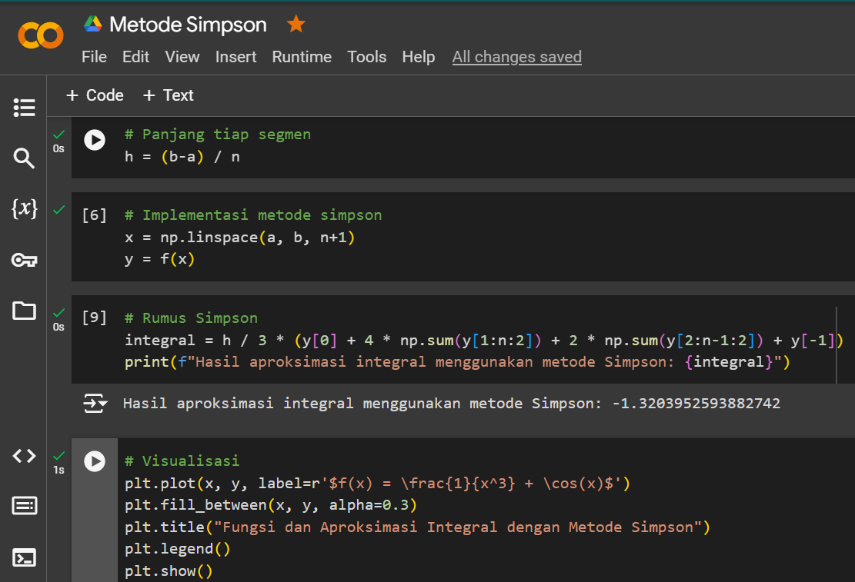 CO
Metode Simpson
File Edit View Insert Runtime Tools Help All changes saved
+ Code + Text
0s
# Panjang tiap segmen
h = (b-a) / n
{x}
[6]
# Implementasi metode simpson
x = np.linspace(a, b, n+1)
y = f(x)
0s
[9]
# Rumus Simpson
integral = h / 3 * (y[0] + 4 * np.sum(y[1:n:2]) + 2 * np.sum(y[2:n-1:2]) + y[-1])
print(f"Hasil aproksimasi integral menggunakan metode Simpson: {integral}")
Hasil aproksimasi integral menggunakan metode Simpson: -1.3203952593882742
1s
# Visualisasi
plt.plot(x, y, label=r'$f(x) = \frac{1}{x^3} + \cos(x)$')
plt.fill_between(x, y, alpha=0.3)
plt.title("Fungsi dan Aproksimasi Integral dengan Metode Simpson")
plt.legend()
plt.show()